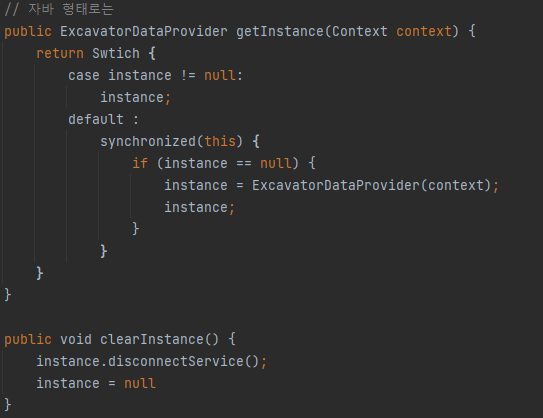 // 자바 형태로는
public ExcavatorDataProvider getInstance(Context context) {
    return Swtich {
        case instance != null:
            instance;
        default :
            synchronized(this) {
                if (instance == null) {
                    instance = ExcavatorDataProvider(context);
                    instance;
                }
            }
    }
}

public void clearInstance() {
    instance.disconnectService();
    instance = null
}